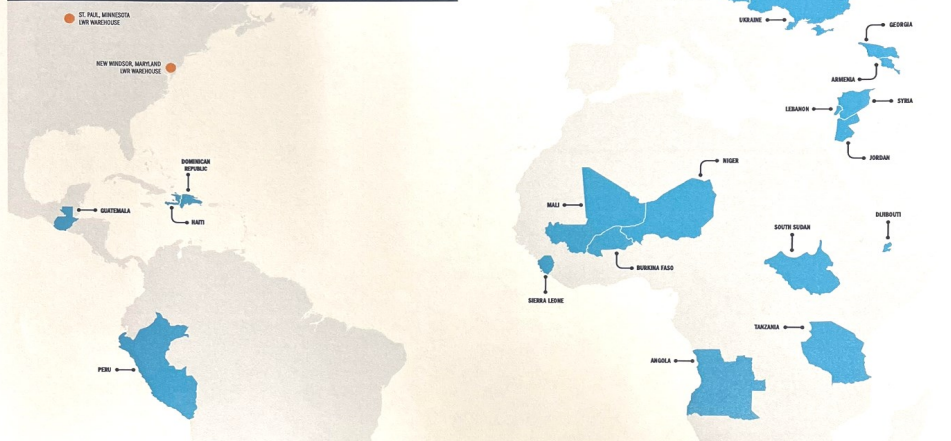 ST. PAUL, MINNESOTA
LWR WAREHOUSE
NEW WINDSOR, MARYLAND
LWR WAREHOUSE
DOMINICAN
REPUBLIC
GUATEMALA
HAITI
PERU
UKRAINE
GEORGIA
ARMENIA
LEBANON
SYRIA
JORDAN
NIGER
MALI
BURKINA FASO
SIERRA LEONE
SOUTH SUDAN
DJIBOUTI
TANZANIA
ANGOLA